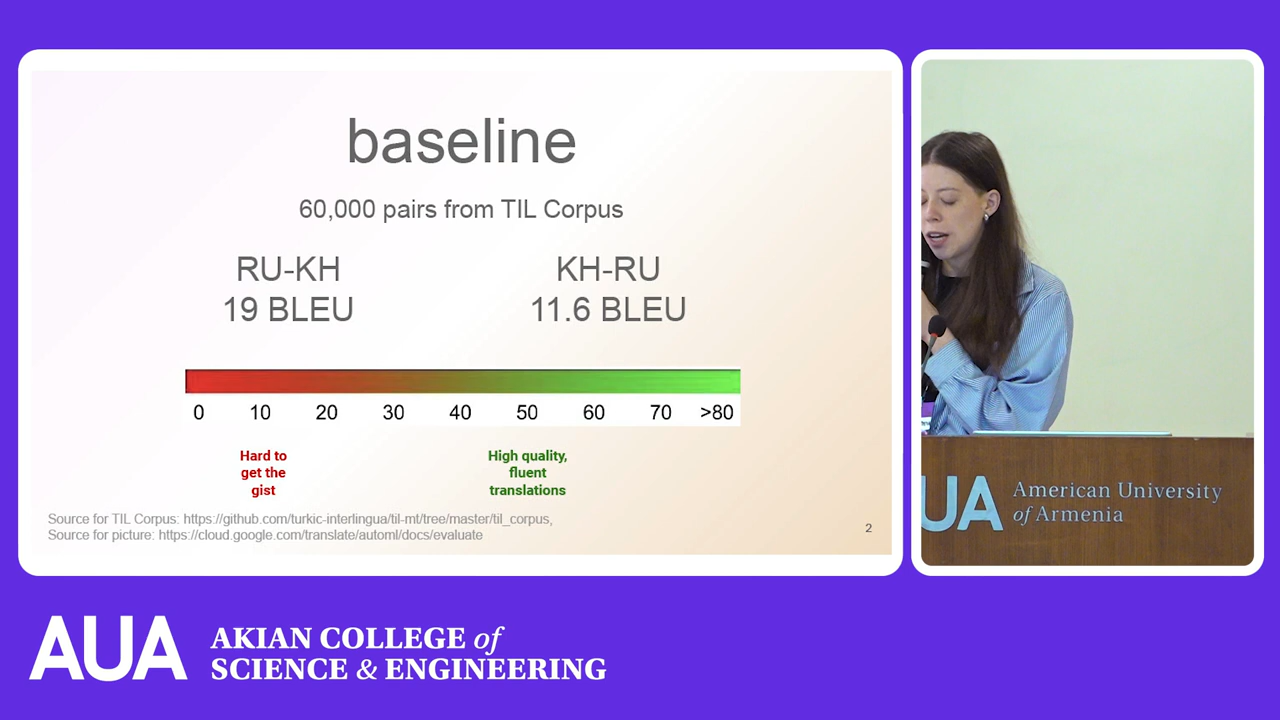 baseline
60,000 pairs from TIL Corpus
RU-KH
19 BLEU
KH-RU
11.6 BLEU
0 10 20 30 40 50 60 70 >80
Hard to
get the
gist
High quality,
fluent
translations
Source for TIL Corpus: https://github.com/turkic-interlingua/til-mt/tree/master/til_corpus,
Source for picture: https://cloud.google.com/translate/automl/docs/evaluate
2
UA American University
of Armenia
AUA AKIAN COLLEGE of
SCIENCE & ENGINEERING